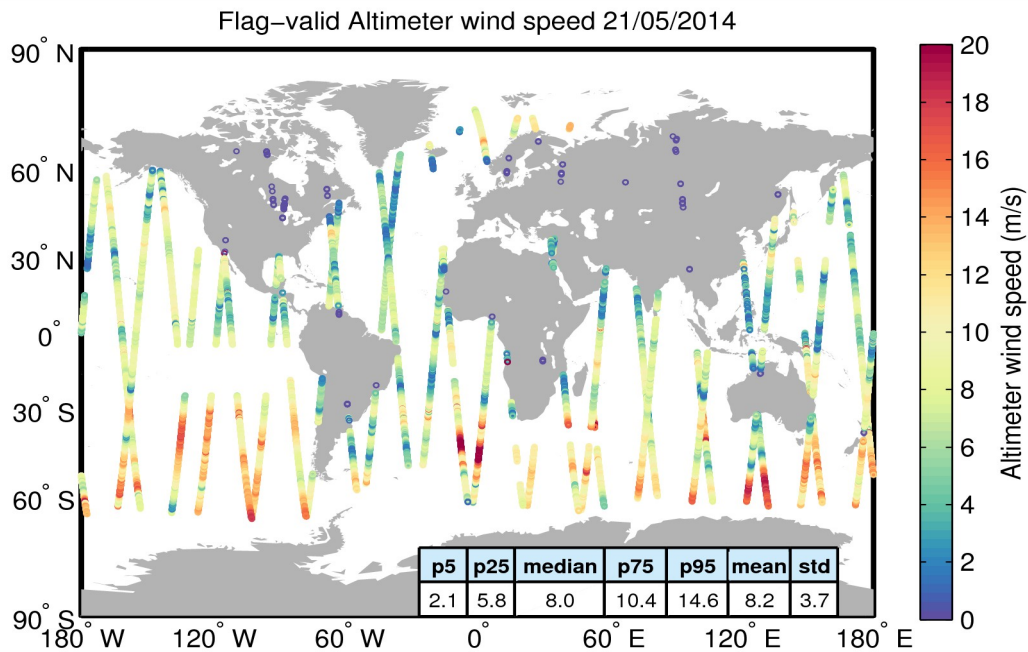 Flag−valid Altimeter wind speed 21/05/2014
90° N
60° N
30° N
0°
30° S
60° S
90° S
180° W
120° W
60° W
0°
60° E
120° E
180° E
p5 p25 median p75 p95 mean std
2.1 5.8 8.0 10.4 14.6 8.2 3.7
20
18
16
14
12
10
8
6
4
2
0
Altimeter wind speed (m/s)